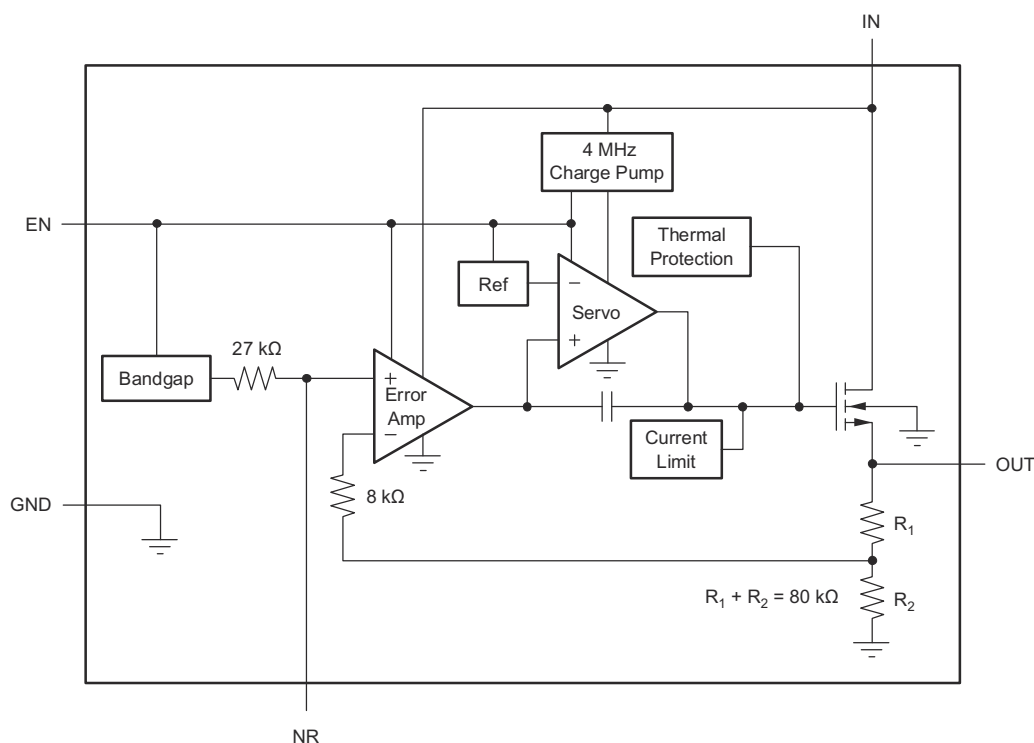 IN
4 MHz
Charge Pump
EN
Thermal
Protection
Ref
−
Servo
+
27 kΩ
Bandgap
+
Error
Amp
−
Current
Limit
OUT
8 kΩ
GND
R1
R1 + R2 = 80 kΩ
R2
NR